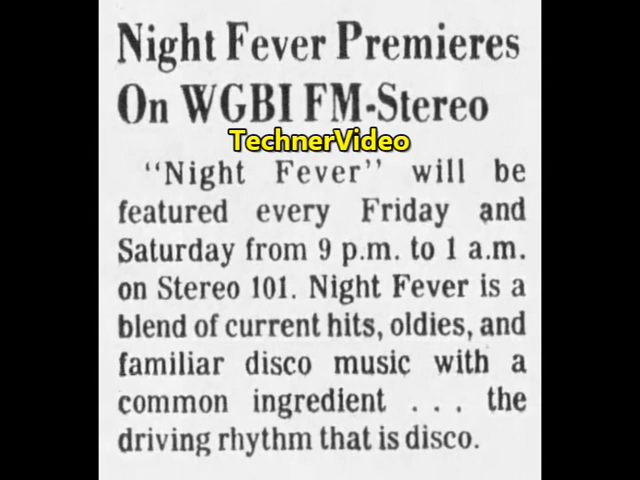 Night Fever Premieres
On WGBI FM-Stereo
TechnerVideo
"Night Fever" will be
featured every Friday and
Saturday from 9 p.m. to 1 a.m.
on Stereo 101. Night Fever is a
blend of current hits, oldies, and
familiar disco music with a
common ingredient . . . the
driving rhythm that is disco.